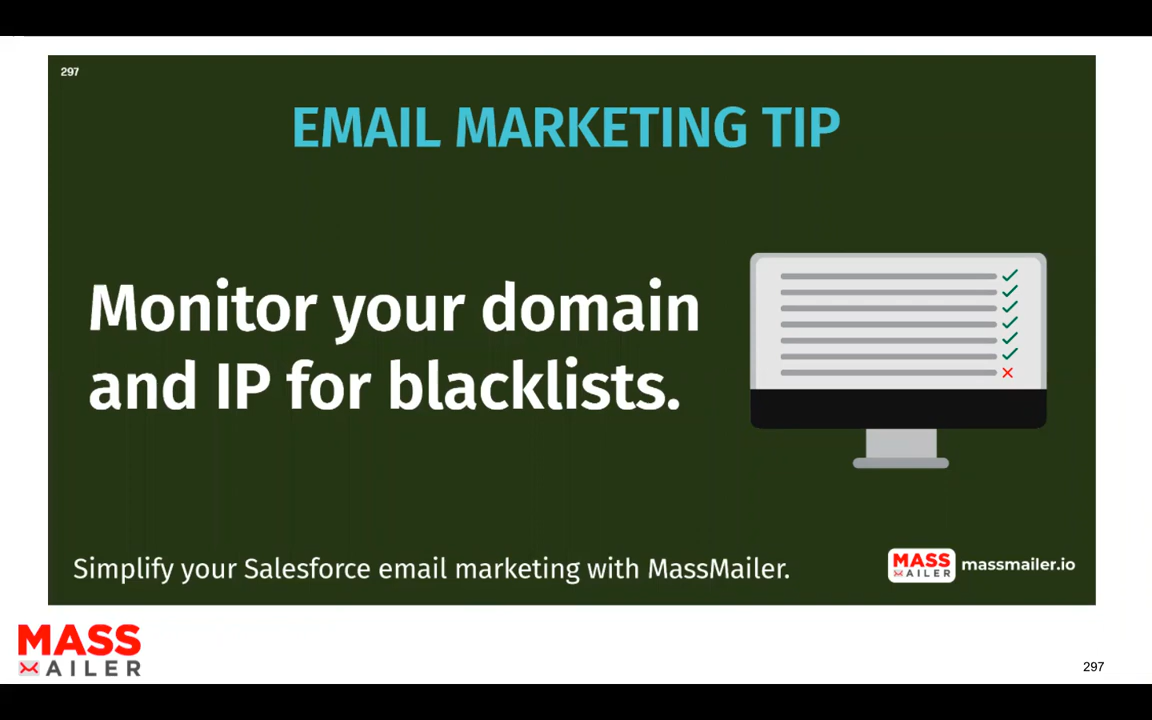 297
EMAIL MARKETING TIP
Monitor your domain
and IP for blacklists.
Simplify your Salesforce email marketing with MassMailer.
MASS
MAILER
massmailer.io
MASS
MAILER
297